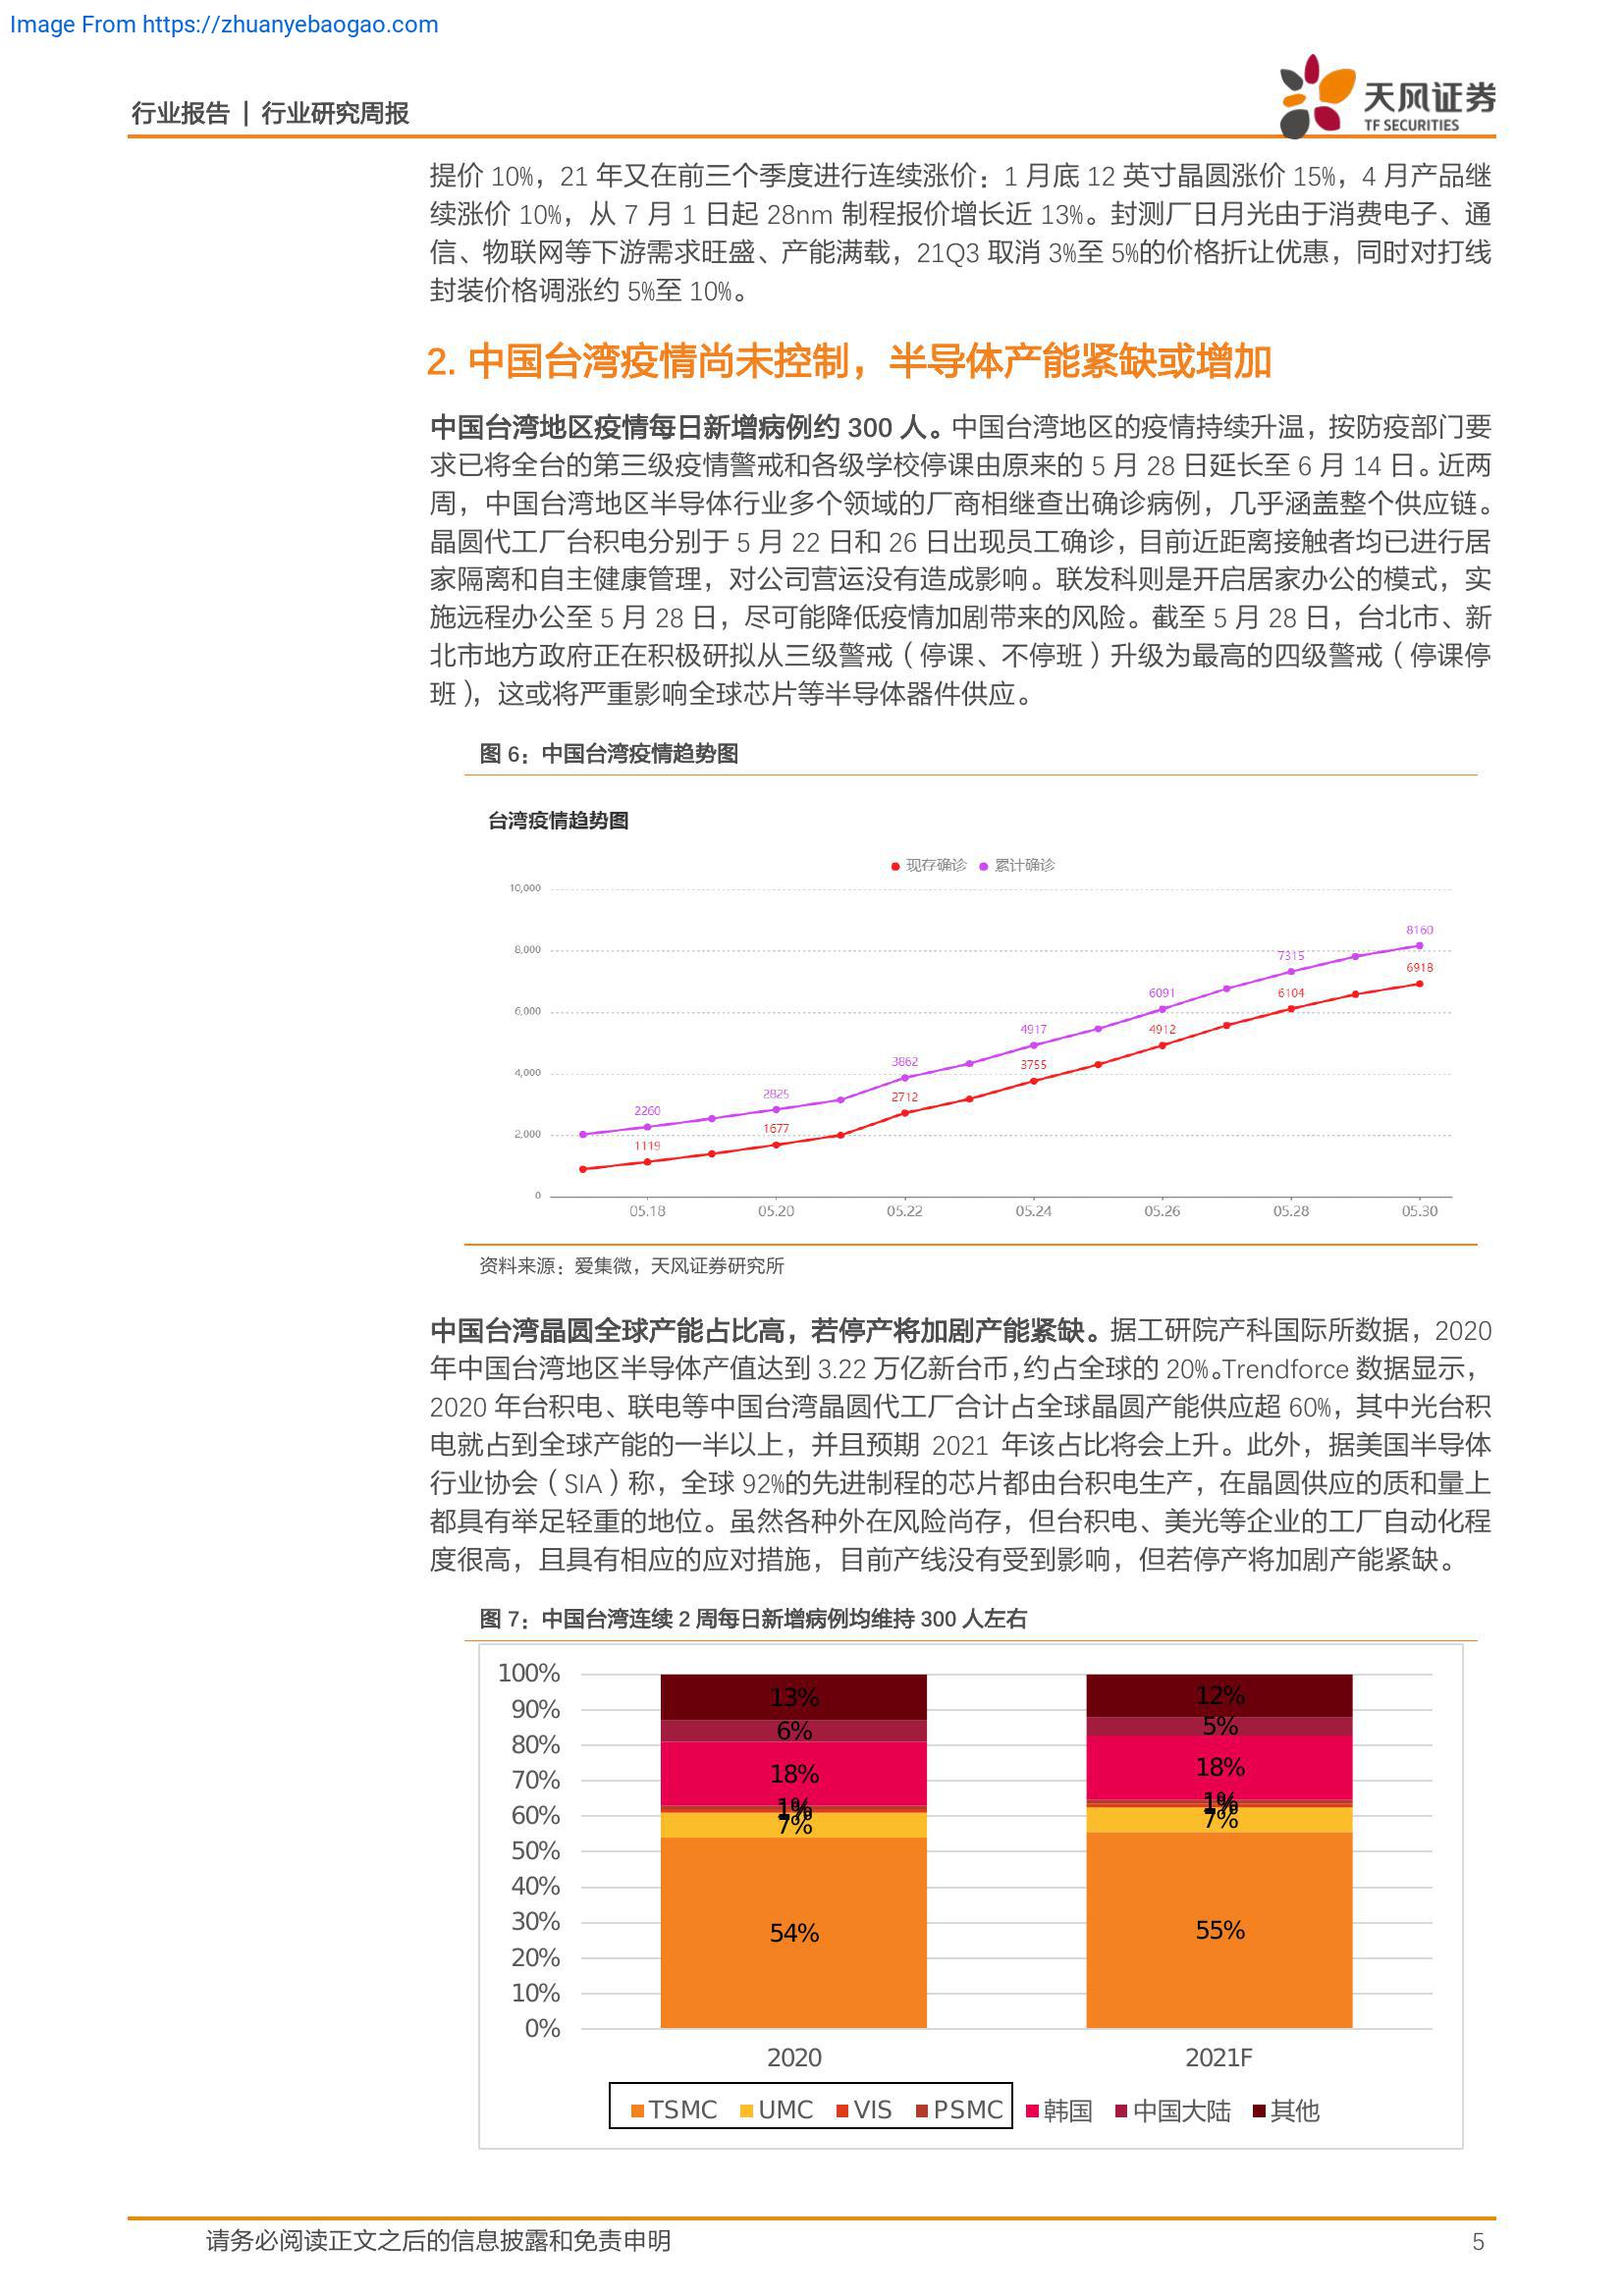 Image From https://zhuanyebaogao.com
行业报告 | 行业研究周报
天风证券
TF SECURITIES
提价 10%，21 年又在前三个季度进行连续涨价：1 月底 12 英寸晶圆涨价 15%，4 月产品继
续涨价 10%，从 7 月 1 日起 28nm 制程报价增长近 13%。封测厂日月光由于消费电子、通
信、物联网等下游需求旺盛、产能满载，21Q3 取消 3%至 5%的价格折让优惠，同时对打线
封装价格调涨约 5%至 10%。
2. 中国台湾疫情尚未控制，半导体产能紧缺或增加
中国台湾地区疫情每日新增病例约 300 人。中国台湾地区的疫情持续升温，按防疫部门要
求已将全台的第三级疫情警戒和各级学校停课由原来的 5 月 28 日延长至 6 月 14 日。近两
周，中国台湾地区半导体行业多个领域的厂商相继查出确诊病例，几乎涵盖整个供应链。
晶圆代工厂台积电分别于 5 月 22 日和 26 日出现员工确诊，目前近距离接触者均已进行居
家隔离和自主健康管理，对公司营运没有造成影响。联发科则是开启居家办公的模式，实
施远程办公至 5 月 28 日，尽可能降低疫情加剧带来的风险。截至 5 月 28 日，台北市、新
北市地方政府正在积极研拟从三级警戒（停课、不停班）升级为最高的四级警戒（停课停
班），这或将严重影响全球芯片等半导体器件供应。
图 6：中国台湾疫情趋势图
台湾疫情趋势图
现存确诊 累计确诊
10,000
8,000
6,000
4,000
2,000
0
2260 2825 3862 4917 6091 7315 8160
1119 1677 2712 3755 4912 6104 6918
05.18 05.20 05.22 05.24 05.26 05.28 05.30
资料来源：爱集微，天风证券研究所
中国台湾晶圆全球产能占比高，若停产将加剧产能紧缺。据工研院产科国际所数据，2020
年中国台湾地区半导体产值达到 3.22 万亿新台币，约占全球的 20%。Trendforce 数据显示，
2020 年台积电、联电等中国台湾晶圆代工厂合计占全球晶圆产能供应超 60%，其中光台积
电就占到全球产能的一半以上，并且预期 2021 年该占比将会上升。此外，据美国半导体
行业协会（SIA）称，全球 92%的先进制程的芯片都由台积电生产，在晶圆供应的质和量上
都具有举足轻重的地位。虽然各种外在风险尚存，但台积电、美光等企业的工厂自动化程
度很高，且具有相应的应对措施，目前产线没有受到影响，但若停产将加剧产能紧缺。
图 7：中国台湾连续 2 周每日新增病例均维持 300 人左右
100%
90%
80%
70%
60%
50%
40%
30%
20%
10%
0%
13% 12%
6% 5%
18% 18%
1% 1%
7% 7%
54% 55%
2020 2021F
TSMC UMC VIS PSMC 韩国 中国大陆 其他
请务必阅读正文之后的信息披露和免责申明 5